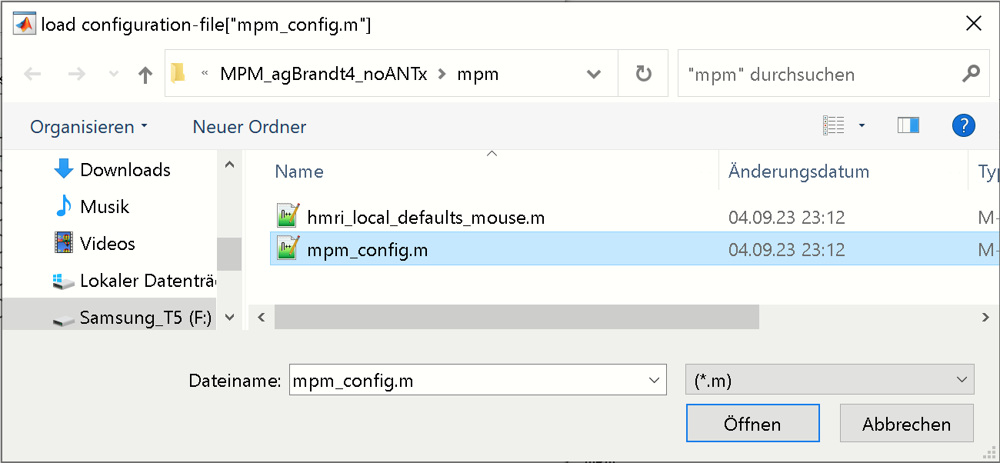 load configuration-file["mpm_config.m"]
« MPM_agBrandt4_noANTx > mpm
"mpm" durchsuchen
Organisieren
Neuer Ordner
?
Downloads
Musik
Videos
Lokaler Datenträ
Samsung_T5 (F:)
Name Änderungsdatum Typ
hmri_local_defaults_mouse.m 04.09.23 23:12 M-
mpm_config.m 04.09.23 23:12 M-
Dateiname: mpm_config.m (*.m)
Öffnen Abbrechen